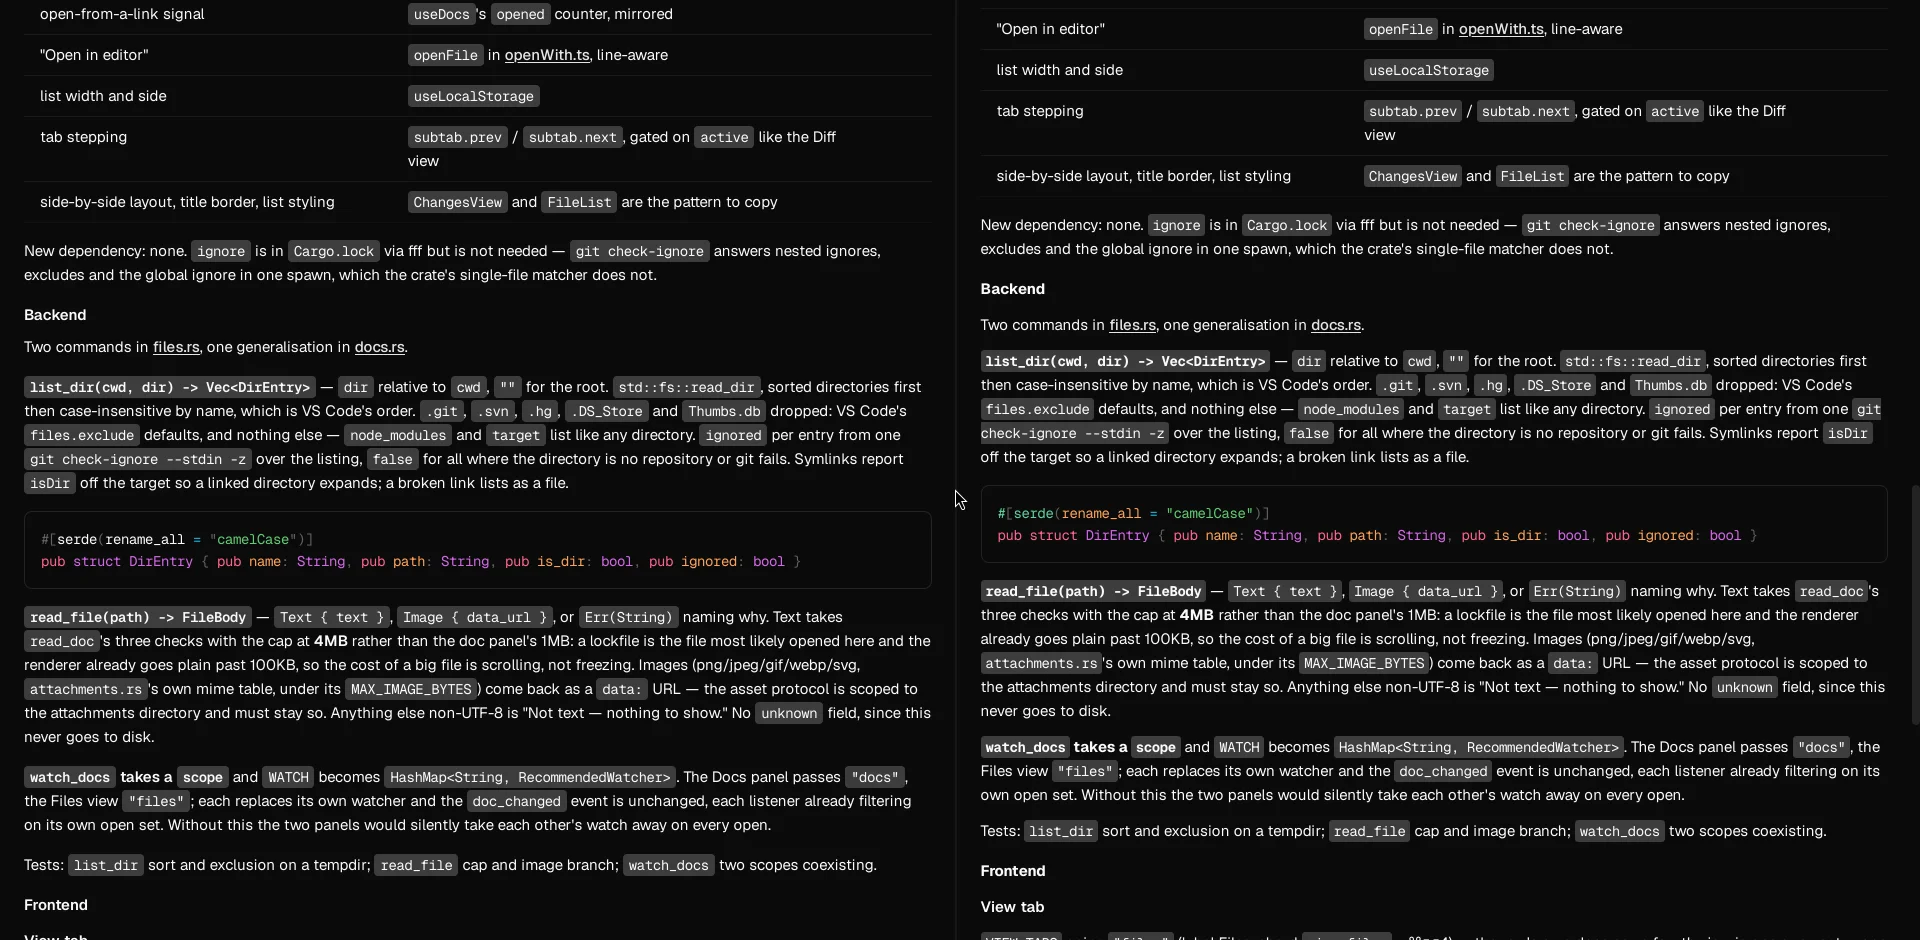 open-from-a-link signal useDocs's opened counter, mirrored
"Open in editor" openFile in openWith.ts, line-aware
list width and side useLocalStorage
tab stepping subtab.prev / subtab.next, gated on active like the Diff
view
side-by-side layout, title border, list styling ChangesView and FileList are the pattern to copy
New dependency: none. ignore is in Cargo.lock via fff but is not needed — git check-ignore answers nested ignores,
excludes and the global ignore in one spawn, which the crate's single-file matcher does not.
Backend
Two commands in files.rs, one generalisation in docs.rs.
list_dir(cwd, dir) -> Vec<DirEntry> — dir relative to cwd, "" for the root. std::fs::read_dir, sorted directories first
then case-insensitive by name, which is VS Code's order. .git, .svn, .hg, .DS_Store and Thumbs.db dropped: VS Code's
files.exclude defaults, and nothing else — node_modules and target list like any directory. ignored per entry from one
git check-ignore --stdin -z over the listing, false for all where the directory is no repository or git fails. Symlinks report
isDir off the target so a linked directory expands; a broken link lists as a file.
#[serde(rename_all = "camelCase")]
pub struct DirEntry { pub name: String, pub path: String, pub is_dir: bool, pub ignored: bool }
read_file(path) -> FileBody — Text { text }, Image { data_url }, or Err(String) naming why. Text takes
read_doc's three checks with the cap at 4MB rather than the doc panel's 1MB: a lockfile is the file most likely opened here and the
renderer already goes plain past 100KB, so the cost of a big file is scrolling, not freezing. Images (png/jpeg/gif/webp/svg,
attachments.rs's own mime table, under its MAX_IMAGE_BYTES) come back as a data: URL — the asset protocol is scoped to
the attachments directory and must stay so. Anything else non-UTF-8 is "Not text — nothing to show." No unknown field, since this
never goes to disk.
watch_docs takes a scope and WATCH becomes HashMap<String, RecommendedWatcher>. The Docs panel passes "docs",
the Files view "files"; each replaces its own watcher and the doc_changed event is unchanged, each listener already filtering
on its own open set. Without this the two panels would silently take each other's watch away on every open.
Tests: list_dir sort and exclusion on a tempdir; read_file cap and image branch; watch_docs two scopes coexisting.
Frontend
View tab
"Open in editor" openFile in openWith.ts, line-aware
list width and side useLocalStorage
tab stepping subtab.prev / subtab.next, gated on active like the Diff
view
side-by-side layout, title border, list styling ChangesView and FileList are the pattern to copy
New dependency: none. ignore is in Cargo.lock via fff but is not needed — git check-ignore answers nested ignores,
excludes and the global ignore in one spawn, which the crate's single-file matcher does not.
Backend
Two commands in files.rs, one generalisation in docs.rs.
list_dir(cwd, dir) -> Vec<DirEntry> — dir relative to cwd, "" for the root. std::fs::read_dir, sorted directories first
then case-insensitive by name, which is VS Code's order. .git, .svn, .hg, .DS_Store and Thumbs.db dropped: VS Code's
files.exclude defaults, and nothing else — node_modules and target list like any directory. ignored per entry from one git
check-ignore --stdin -z over the listing, false for all where the directory is no repository or git fails. Symlinks report isDir
off the target so a linked directory expands; a broken link lists as a file.
#[serde(rename_all = "camelCase")]
pub struct DirEntry { pub name: String, pub path: String, pub is_dir: bool, pub ignored: bool }
read_file(path) -> FileBody — Text { text }, Image { data_url }, or Err(String) naming why. Text takes read_doc's
three checks with the cap at 4MB rather than the doc panel's 1MB: a lockfile is the file most likely opened here and the renderer
already goes plain past 100KB, so the cost of a big file is scrolling, not freezing. Images (png/jpeg/gif/webp/svg,
attachments.rs's own mime table, under its MAX_IMAGE_BYTES) come back as a data: URL — the asset protocol is scoped to
the attachments directory and must stay so. Anything else non-UTF-8 is "Not text — nothing to show." No unknown field, since this
never goes to disk.
watch_docs takes a scope and WATCH becomes HashMap<String, RecommendedWatcher>. The Docs panel passes "docs", the
Files view "files"; each replaces its own watcher and the doc_changed event is unchanged, each listener already filtering on its
own open set. Without this the two panels would silently take each other's watch away on every open.
Tests: list_dir sort and exclusion on a tempdir; read_file cap and image branch; watch_docs two scopes coexisting.
Frontend
View tab